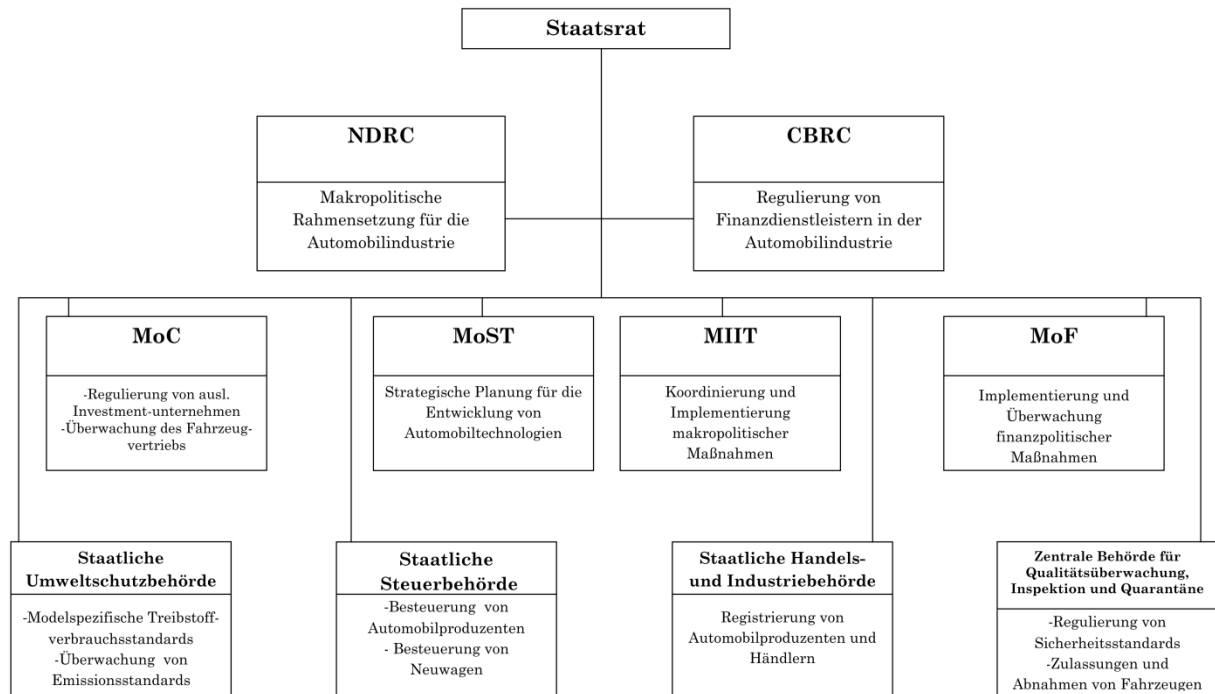 Staatsrat
NDRC
Makropolitische
Rahmensetzung für die
Automobilindustrie
CBRC
Regulierung von
Finanzdienstleistern in der
Automobilindustrie
MoC
-Regulierung von ausl.
Investment-unternehmen
-Überwachung des Fahrzeug-
vertriebs
MoST
Strategische Planung für die
Entwicklung von
Automobiltechnologien
MIIT
Koordinierung und
Implementierung
makropolitischer
Maßnahmen
MoF
Implementierung und
Überwachung
finanzpolitischer
Maßnahmen
Staatliche
Umweltschutzbehörde
-Modelspezifische Treibstoff-
verbrauchsstandards
-Überwachung von
Emissionsstandards
Staatliche
Steuerbehörde
-Besteuerung von
Automobilproduzenten
- Besteuerung von
Neuwagen
Staatliche Handels-
und Industriebehörde
Registrierung von
Automobilproduzenten und
Händlern
Zentrale Behörde für
Qualitätsüberwachung,
Inspektion und Quarantäne
-Regulierung von
Sicherheitsstandards
-Zulassungen und
Abnahmen von Fahrzeugen